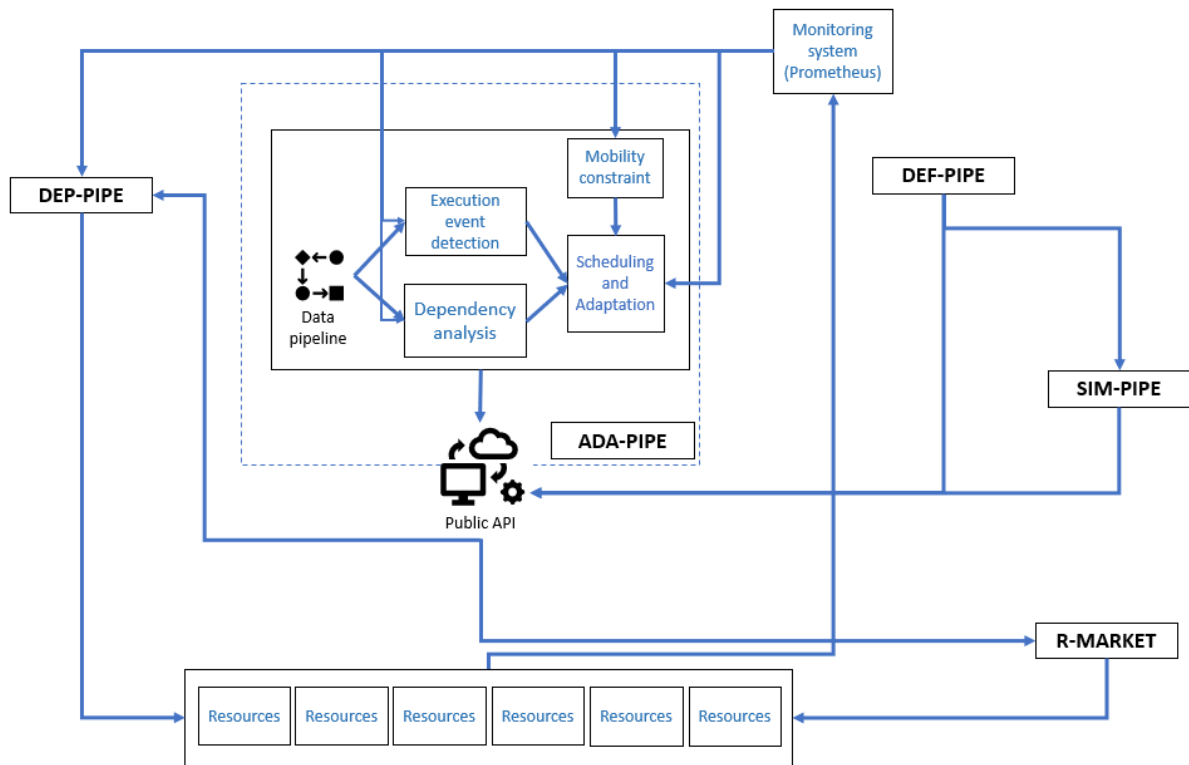 Monitoring
system
(Prometheus)
DEP-PIPE
DEF-PIPE
Mobility
constraint
Execution
event
detection
Scheduling
and
Adaptation
Data
pipeline
Dependency
analysis
SIM-PIPE
ADA-PIPE
Public API
R-MARKET
Resources
Resources
Resources
Resources
Resources
Resources